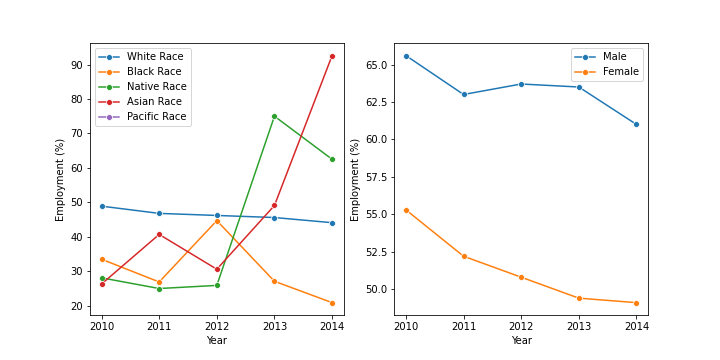 White Race
Black Race
Native Race
Asian Race
Pacific Race
90
80
70
60
50
40
30
20
Employment (%)
2010 2011 2012 2013 2014
Year
Male
Female
65.0
62.5
60.0
57.5
55.0
52.5
50.0
Employment (%)
2010 2011 2012 2013 2014
Year